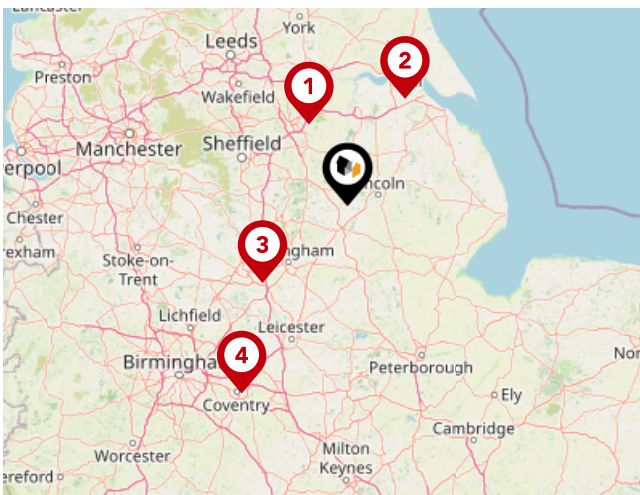 Lancaster
York
Leeds
2
Preston
1
Wakefield
Manchester
Sheffield
erpool
ncoln
Chester
3
ngham
rexham
Stoke-on-
Trent
Lichfield
Leicester
4
Birmingha
Peterborough
Nor
Ely
Coventry
Cambridge
Worcester
Milton
Keynes
ereford